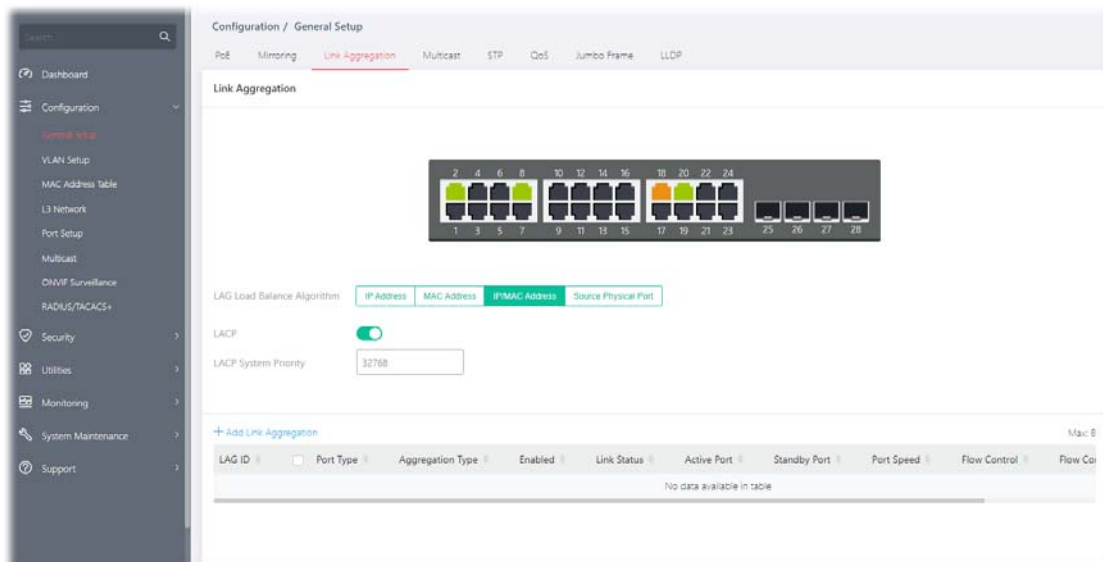 Search
Dashboard
Configuration
General Setup
VLAN Setup
MAC Address Table
L3 Network
Port Setup
Multicast
ONVIF Surveillance
RADIUS/TACACS+
Security
Utilities
Monitoring
System Maintenance
Support
Configuration / General Setup
PoE Mirroring Link Aggregation Multicast STP QoS Jumbo Frame LLDP
Link Aggregation
2 4 6 8 10 12 14 16 18 20 22 24
1 3 5 7 9 11 13 15 17 19 21 23 25 26 27 28
LAG Load Balance Algorithm IP Address MAC Address IP/MAC Address Source Physical Port
LACP
LACP System Priority 32768
+ Add Link Aggregation Max: 8
LAG ID Port Type Aggregation Type Enabled Link Status Active Port Standby Port Port Speed Flow Control Flow Co
No data available in table